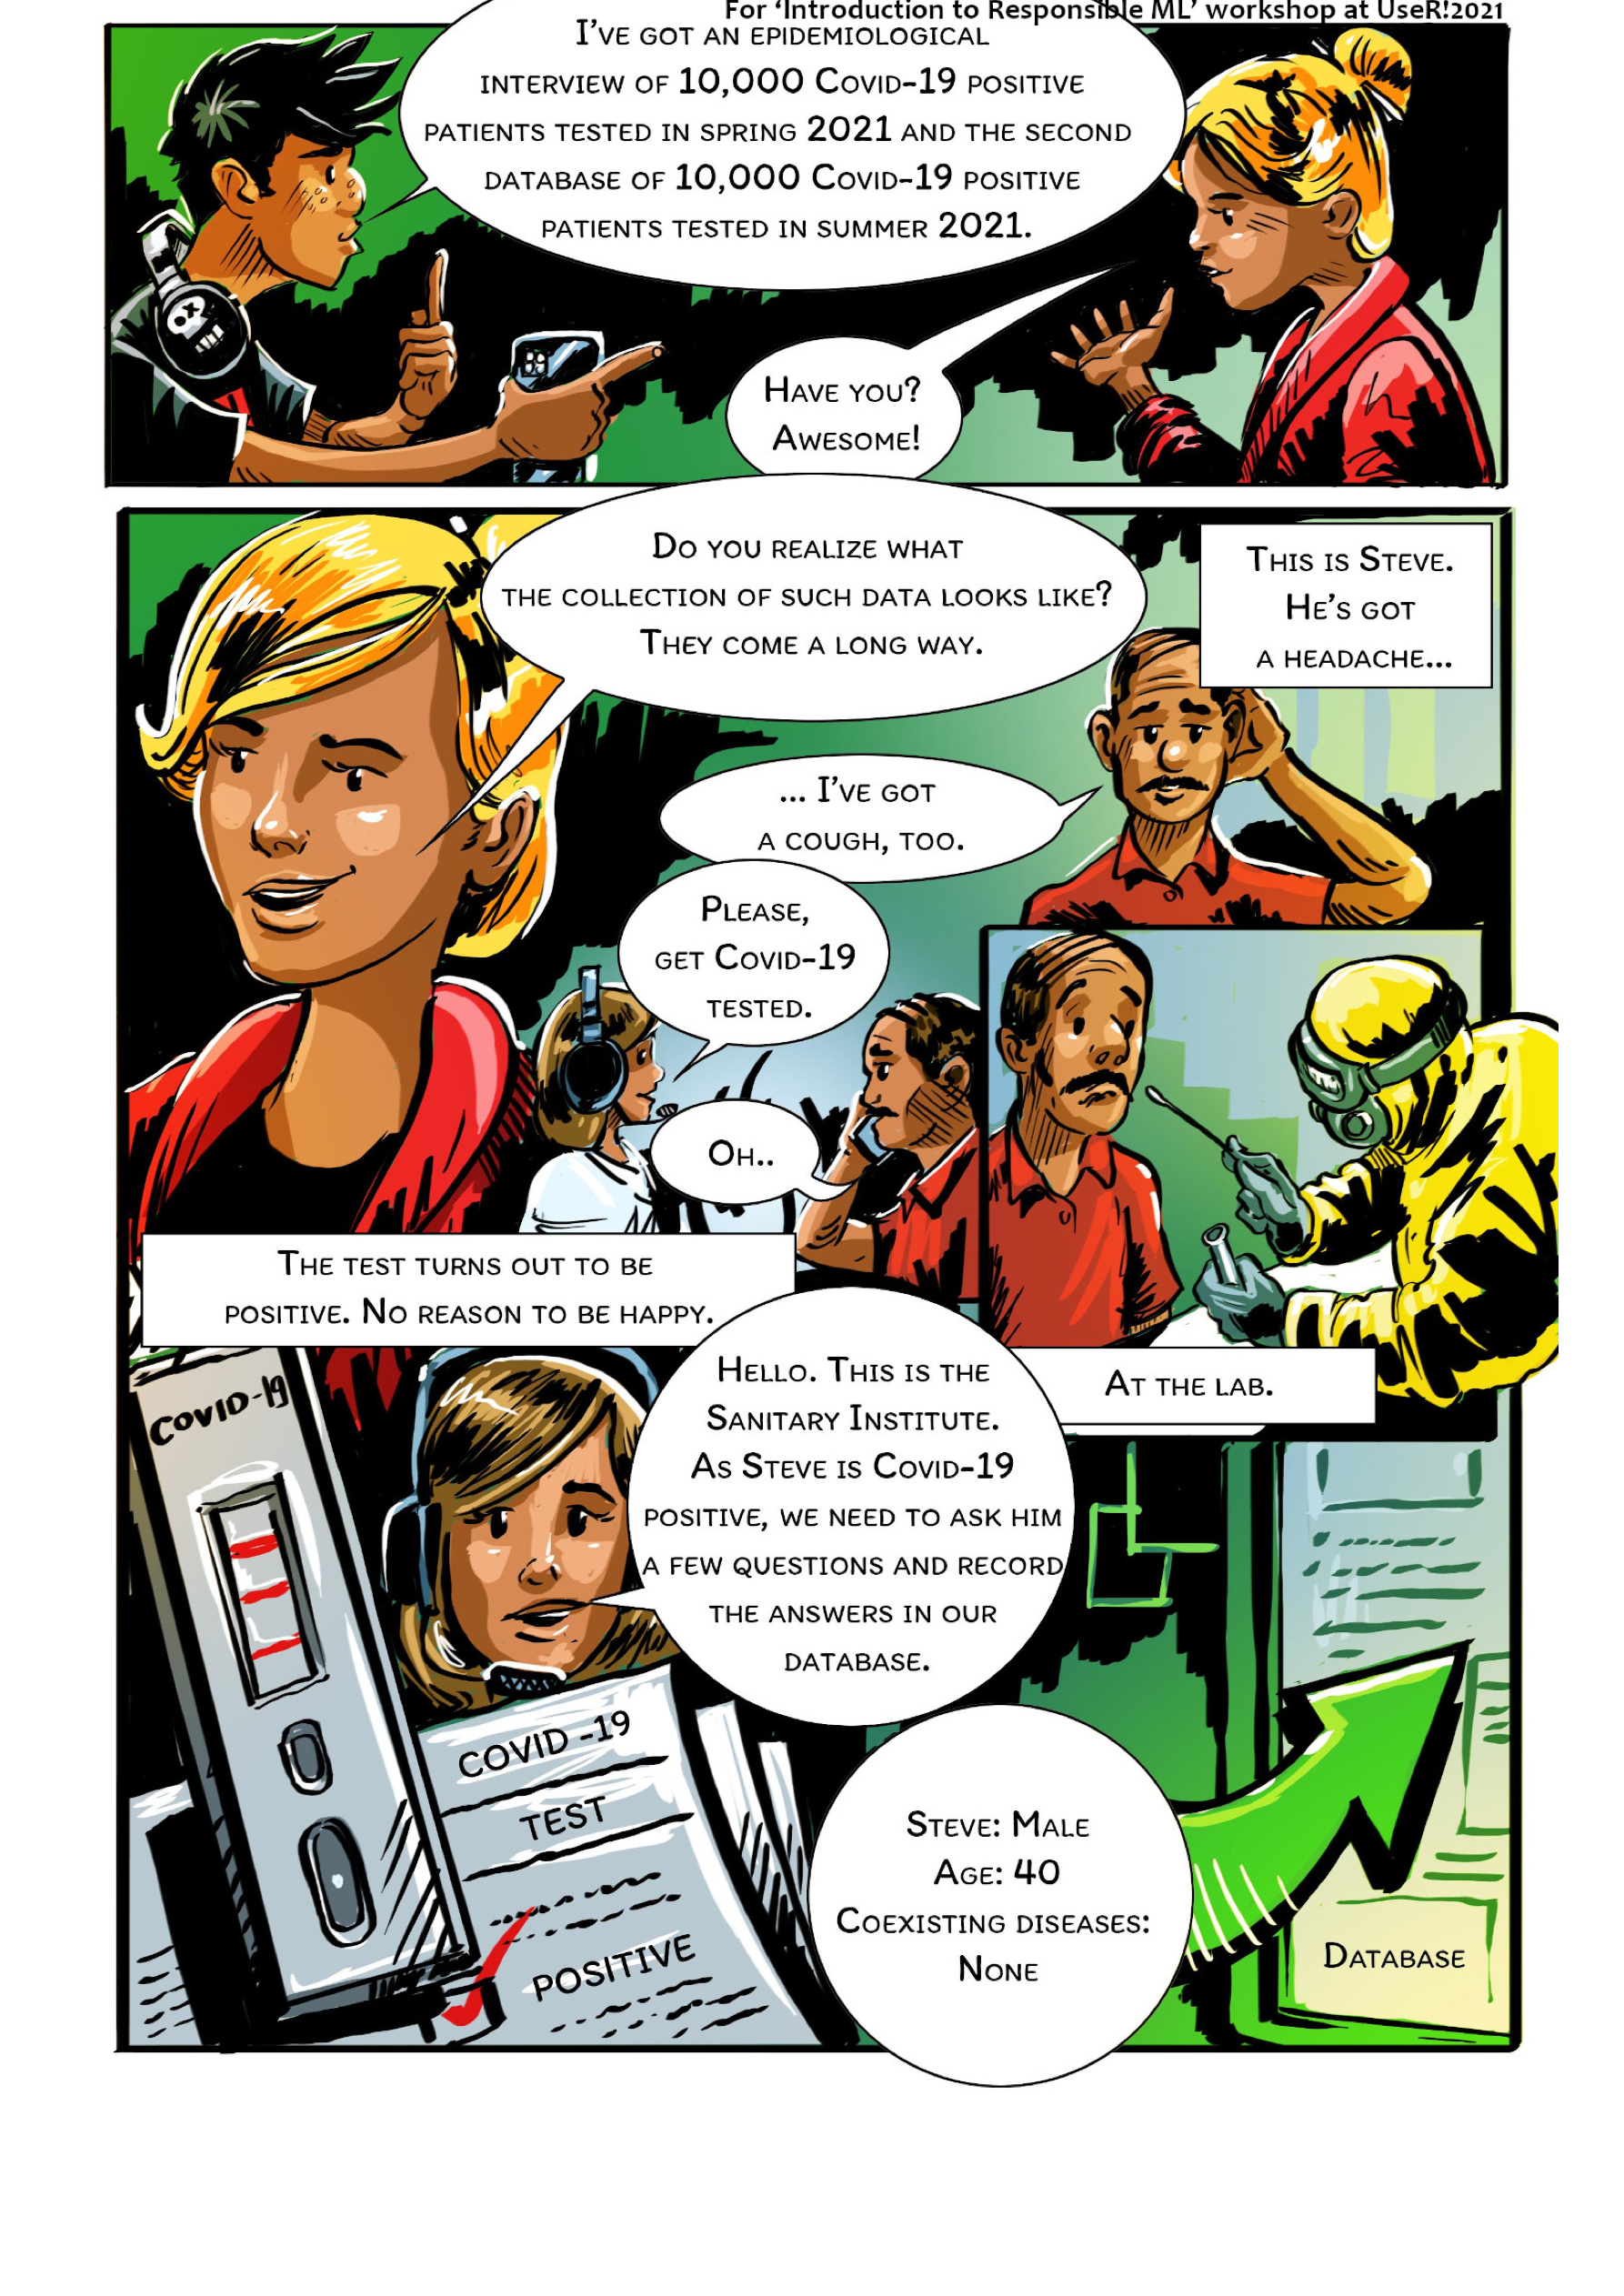 For ‘Introduction to Responsible ML’ workshop at UseR!2021
I’ve got an epidemiological
interview of 10,000 Covid-19 positive
patients tested in spring 2021 and the second
database of 10,000 Covid-19 positive
patients tested in summer 2021.
Have you?
Awesome!
Do you realize what
the collection of such data looks like?
They come a long way.
This is Steve.
He’s got
a headache...
... I’ve got
a cough, too.
Please,
get Covid-19
tested.
Oh..
At the lab.
The test turns out to be
positive. No reason to be happy.
Covid-19
Hello. This is the
Sanitary Institute.
As Steve is Covid-19
positive, we need to ask him
a few questions and record
the answers in our
database.
COVID-19
TEST
POSITIVE
Steve: Male
Age: 40
Coexisting diseases:
None
Database